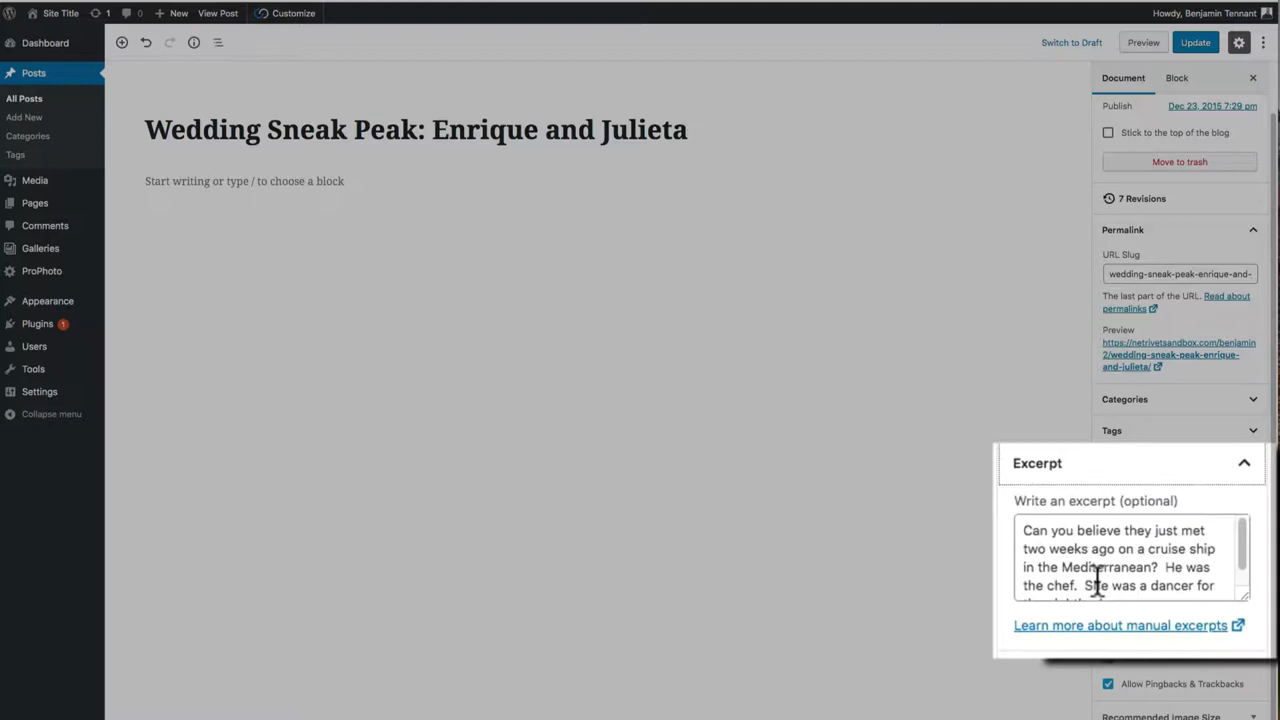 Site Title 1 0 New View Post Customize Howdy, Benjamin Tennant
Dashboard
Posts
All Posts
Add New
Categories
Tags
Media
Pages
Comments
Galleries
ProPhoto
Appearance
Plugins 1
Users
Tools
Settings
Collapse menu
Switch to Draft Preview Update
Wedding Sneak Peak: Enrique and Julieta
Start writing or type / to choose a block
Document Block
Publish Dec 23, 2015 7:29 pm
Stick to the top of the blog
Move to trash
7 Revisions
Permalink
URL Slug
wedding-sneak-peak-enrique-and-
The last part of the URL. Read about
permalinks
Preview
https://netrivetsandbox.com/benjamin
2/wedding-sneak-peak-enrique-
and-julieta/
Categories
Tags
Excerpt
Write an excerpt (optional)
Can you believe they just met
two weeks ago on a cruise ship
in the Mediterranean? He was
the chef. She was a dancer for
Learn more about manual excerpts
Allow Pingbacks & Trackbacks
Recommended Image Size